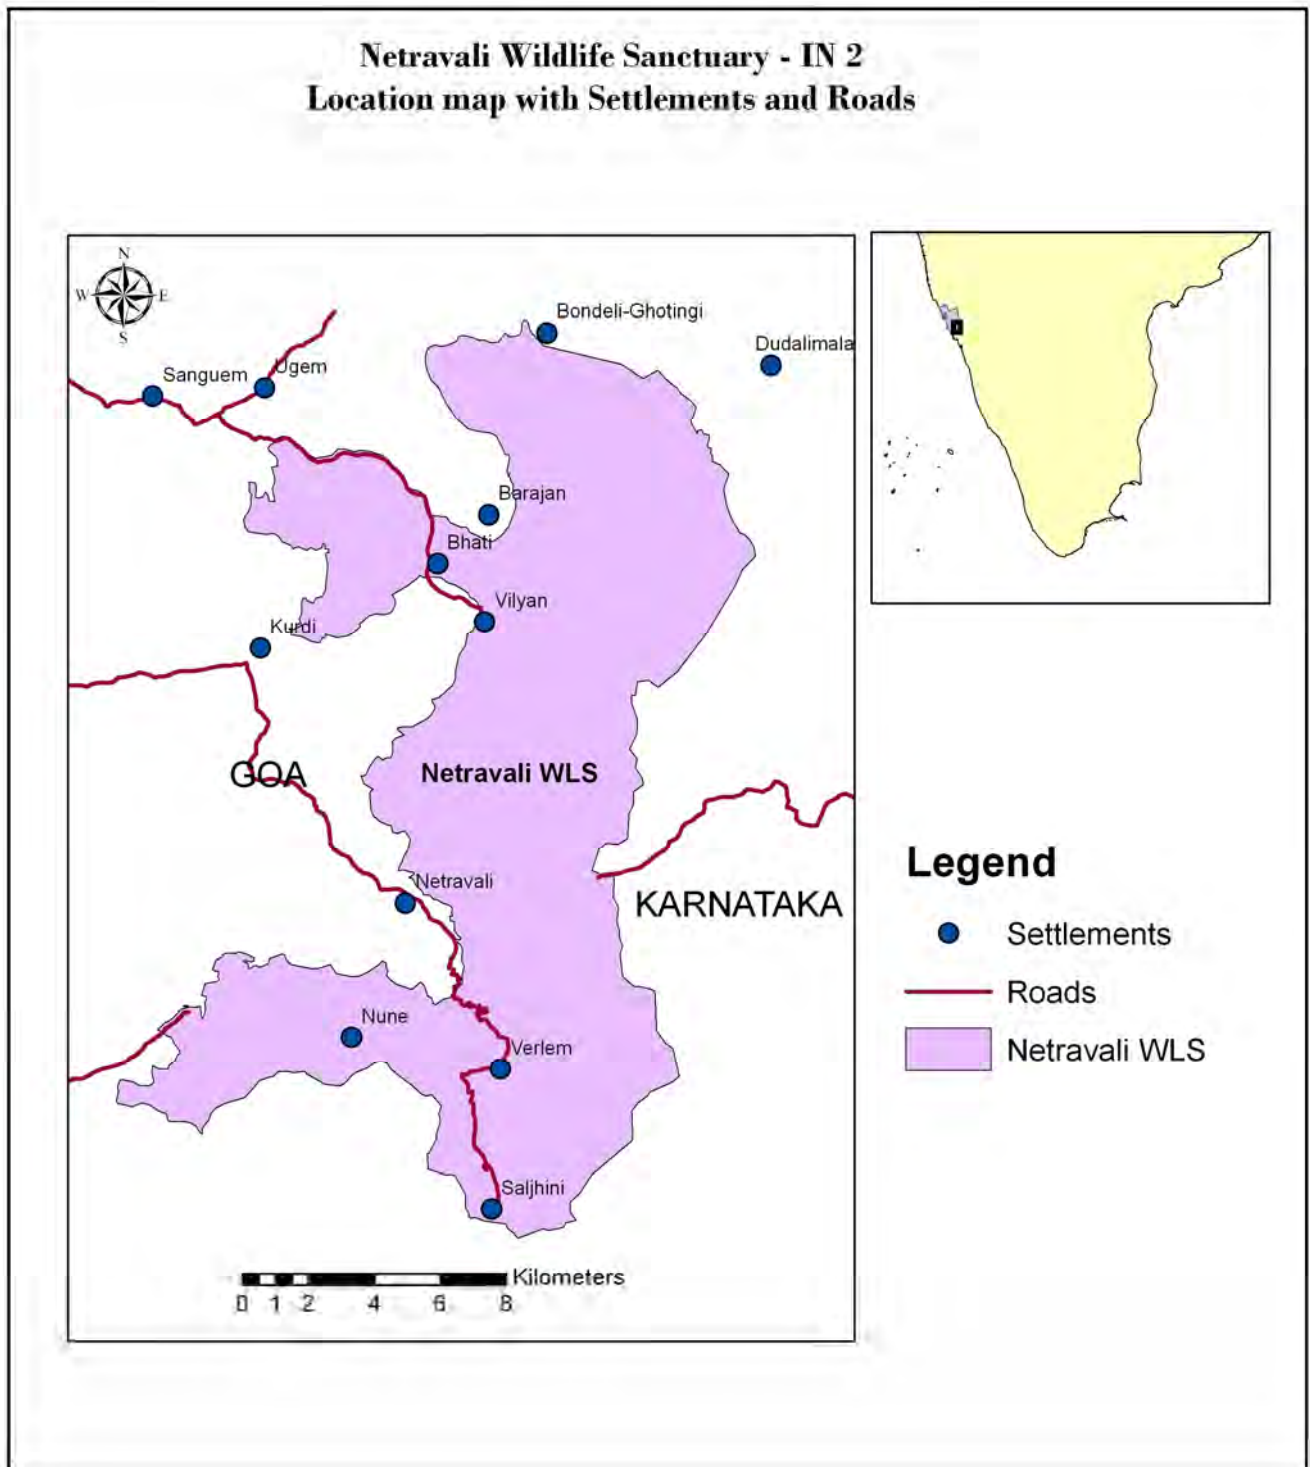 Netravali Wildlife Sanctuary - IN 2
Location map with Settlements and Roads
N
W
E
S
Bondeli-Ghotingi
Dudalimala
Sanguem
Ugem
Barajan
Bhati
Vilyan
Kurdi
GOA
Netravali WLS
Netravali
KARNATAKA
Nune
Verlem
Saljhini
Kilometers
0 1 2 4 6 8
Legend
Settlements
Roads
Netravali WLS